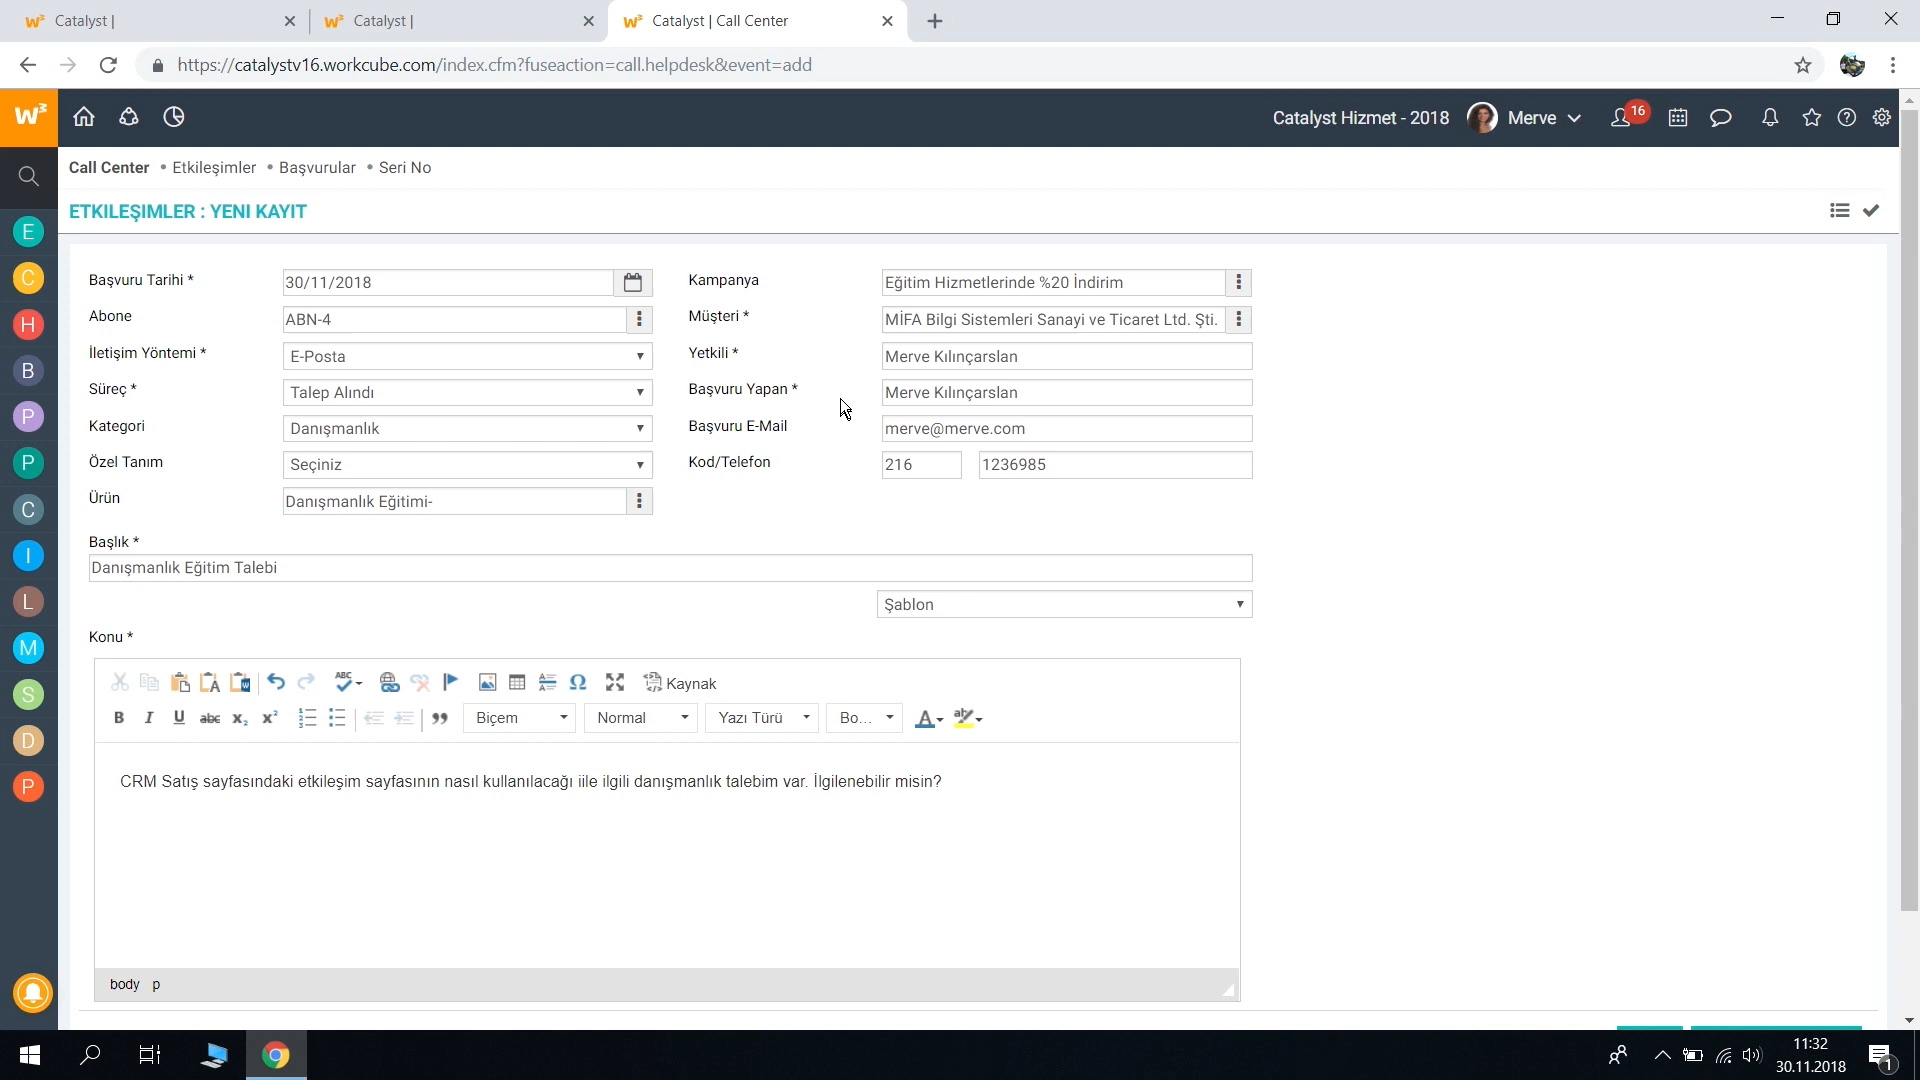 Catalyst |
Catalyst |
Catalyst | Call Center
https://catalystv16.workcube.com/index.cfm?fuseaction=call.helpdesk&event=add
w3
Catalyst Hizmet - 2018
Merve
16
Call Center • Etkileşimler • Başvurular • Seri No
ETKILEŞIMLER : YENI KAYIT
E
C
H
B
P
P
C
I
L
M
S
D
P
Başvuru Tarihi *
30/11/2018
Kampanya
Eğitim Hizmetlerinde %20 İndirim
Abone
ABN-4
Müşteri *
MİFA Bilgi Sistemleri Sanayi ve Ticaret Ltd. Şti.
İletişim Yöntemi *
E-Posta
Yetkili *
Merve Kılınçarslan
Süreç *
Talep Alındı
Başvuru Yapan *
Merve Kılınçarslan
Kategori
Danışmanlık
Başvuru E-Mail
merve@merve.com
Özel Tanım
Seçiniz
Kod/Telefon
216
1236985
Ürün
Danışmanlık Eğitimi-
Başlık *
Danışmanlık Eğitim Talebi
Şablon
Konu *
Kaynak
Biçem
Normal
Yazı Türü
Bo...
CRM Satış sayfasındaki etkileşim sayfasının nasıl kullanılacağı iile ilgili danışmanlık talebim var. İlgilenebilir misin?
body p
11:32
30.11.2018
1